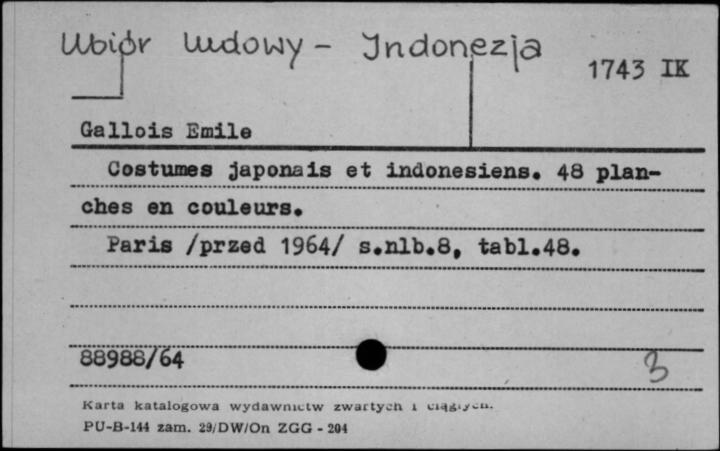 Ubiór ludowy - Indonezja
1743 IK
Gallois Emile
Costumes japonais et indonesiens. 48 plan-
ches en couleurs.
Paris /przed 1964/ s.nlb.8, tabl.48.
88988/64
3
Karta katalogowa wydawnictw zwartych i ciągłych.
PU-B-144 zam. 29/DW/On ZGG - 204